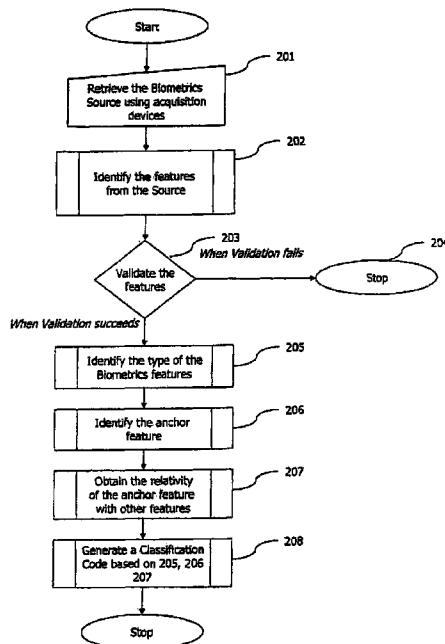 Start
201
Retrieve the Biometrics
Source using acquisition
devices
202
Identify the features
from the Source
203
When Validation fails
204
Validate the
features
Stop
When Validation succeeds
205
Identify the type of the
Biometrics features
206
Identify the anchor
feature
207
Obtain the relativity
of the anchor feature
with other features
208
Generate a Classification
Code based on 205, 206
207
Stop